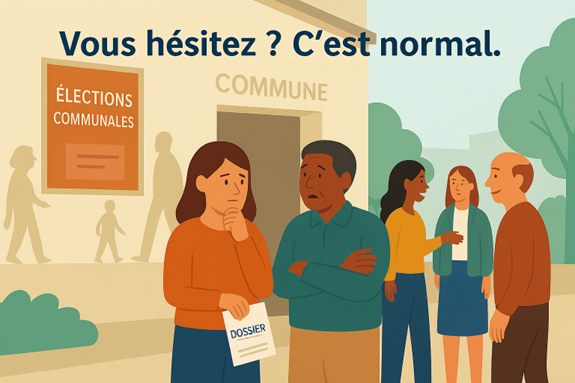 Vous hésitez ? C’est normal.
COMMUNE
ÉLECTIONS
COMMUNALES
DOSSIER